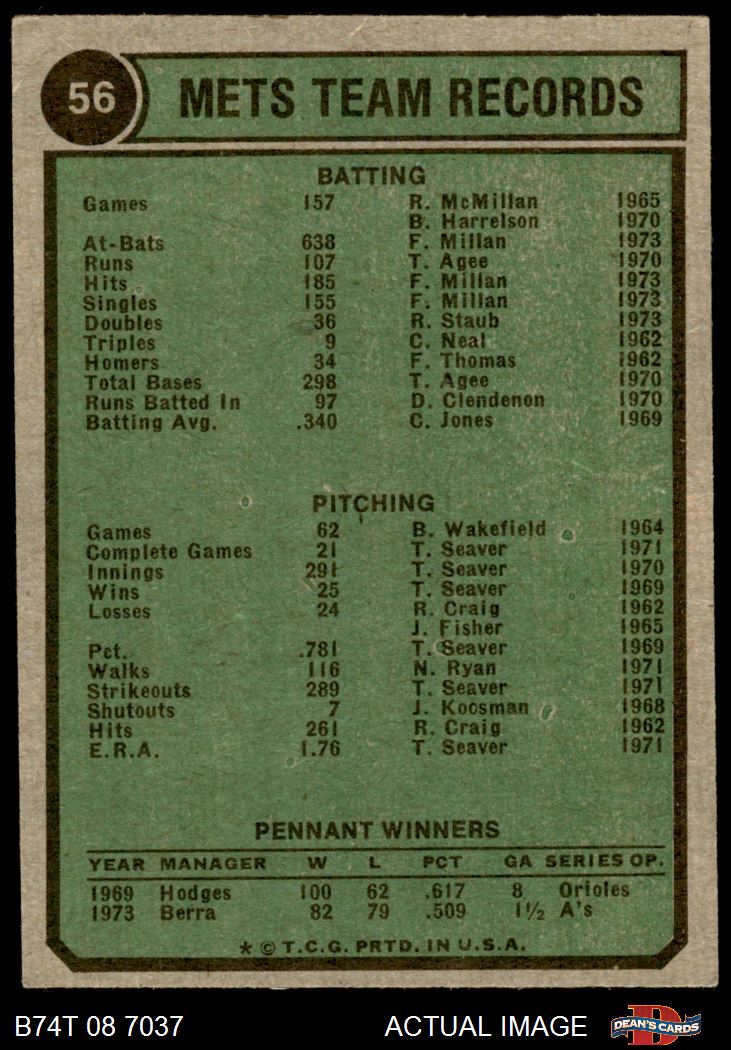 56 METS TEAM RECORDS
BATTING
Games 157 R. McMillan 1965
B. Harrelson 1970
At-Bats 638 F. Millan 1973
Runs 107 T. Agee 1970
Hits 185 F. Millan 1973
Singles 155 F. Millan 1973
Doubles 36 R. Staub 1973
Triples 9 C. Neal 1962
Homers 34 F. Thomas 1962
Total Bases 298 T. Agee 1970
Runs Batted In 97 D. Clendenon 1970
Batting Avg. .340 C. Jones 1969
PITCHING
Games 62 B. Wakefield 1964
Complete Games 21 T. Seaver 1971
Innings 291 T. Seaver 1970
Wins 25 T. Seaver 1969
Losses 24 R. Craig 1962
J. Fisher 1965
Pct. .781 T. Seaver 1969
Walks 116 N. Ryan 1971
Strikeouts 289 T. Seaver 1971
Shutouts 7 J. Koosman 1968
Hits 261 R. Craig 1962
E.R.A. 1.76 T. Seaver 1971
PENNANT WINNERS
YEAR MANAGER W L PCT GA SERIES OP.
1969 Hodges 100 62 .617 8 Orioles
1973 Berra 82 79 .509 1½ A's
* © T.C.G. PRTD. IN U.S.A.
B74T 08 7037 ACTUAL IMAGE DEAN'S CARDS